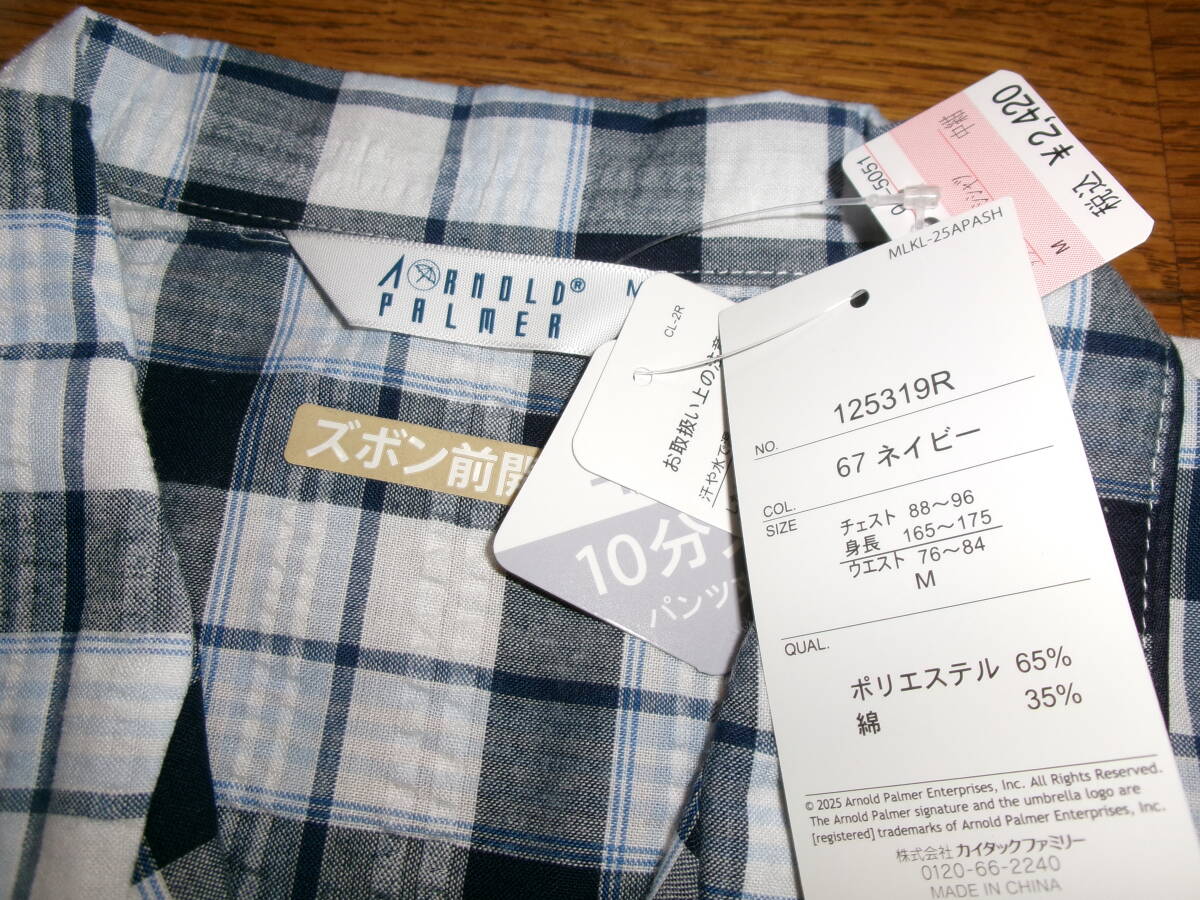 ARNOLD®
PALMER
M
ズボン前開
10分
パンツ
CL-2R
お取扱い上の注意
汗や水で
税込 ¥2,420
5051
中細
M
MLKL-25APASH
NO.
125319R
COL.
67 ネイビー
SIZE
チェスト 88～96
身長 165～175
ウエスト 76～84
M
QUAL.
ポリエステル 65%
綿 35%
© 2025 Arnold Palmer Enterprises, Inc. All Rights Reserved.
The Arnold Palmer signature and the umbrella logo are
[registered] trademarks of Arnold Palmer Enterprises, Inc.
株式会社 カイタックファミリー
0120-66-2240
MADE IN CHINA